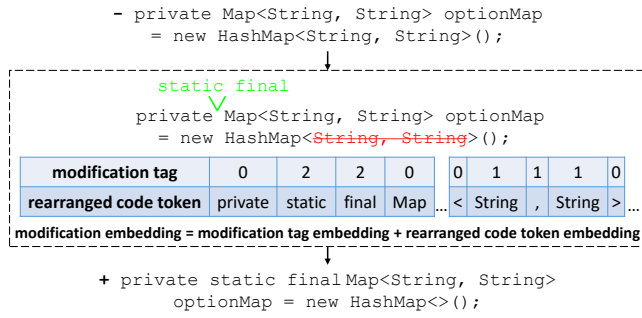 - private Map<String, String> optionMap
= new HashMap<String, String>();
static final
private Map<String, String> optionMap
= new HashMap<String, String>();
modification tag 0 2 2 0 0 1 1 1 0
rearranged code token private static final Map ... < String , String > ...
modification embedding = modification tag embedding + rearranged code token embedding
+ private static final Map<String, String>
optionMap = new HashMap<>();